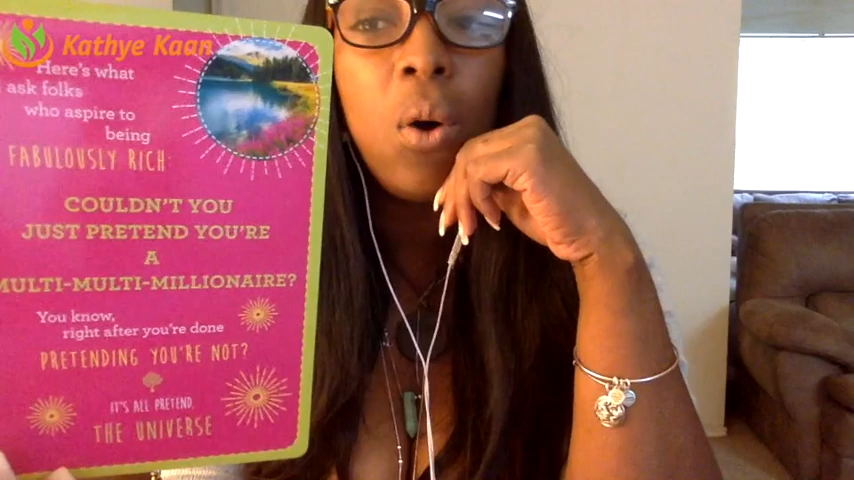 Kathye Kaan
Here's what
ask folks
who aspire to
being
FABULOUSLY RICH:
COULDN'T YOU
JUST PRETEND YOU'RE
A
MULTI-MULTI-MILLIONAIRE?
You know,
right after you're done
PRETENDING YOU'RE NOT?
IT'S ALL PRETEND,
THE UNIVERSE